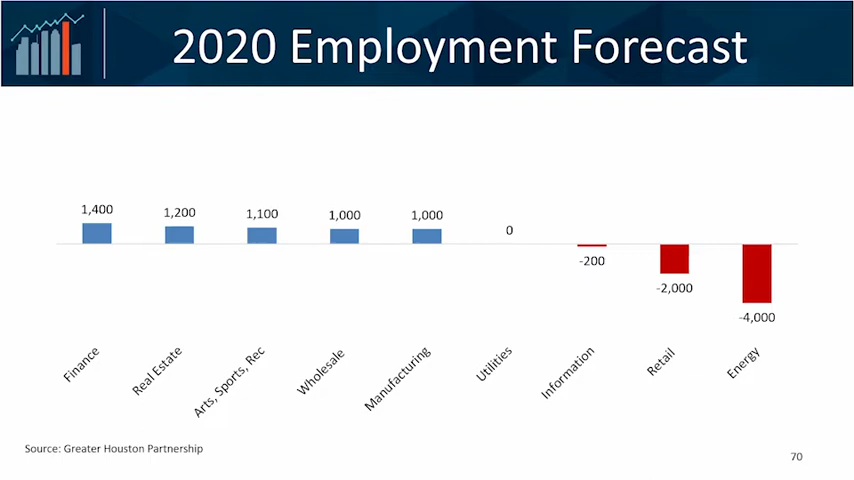 2020 Employment Forecast
1,400
1,200
1,100
1,000
1,000
0
-200
-2,000
-4,000
Finance
Real Estate
Arts, Sports, Rec
Wholesale
Manufacturing
Utilities
Information
Retail
Energy
Source: Greater Houston Partnership
70